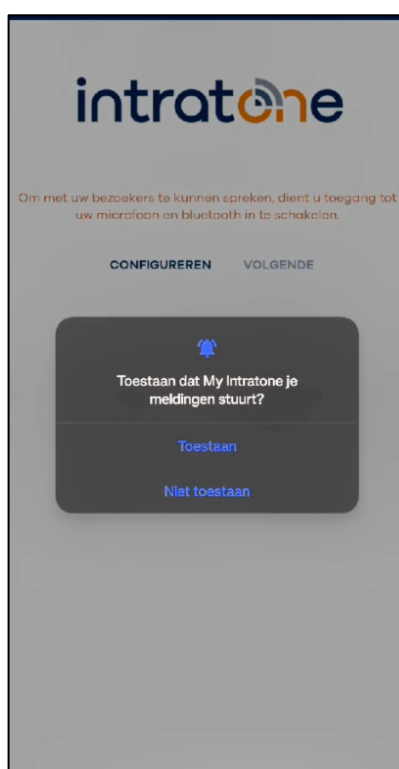 intratone
Om met uw bezoekers te kunnen spreken, dient u toegang tot
uw microfoon en bluetooth in te schakelen.
CONFIGUREREN VOLGENDE
Toestaan dat My Intratone je
meldingen stuurt?
Toestaan
Niet toestaan